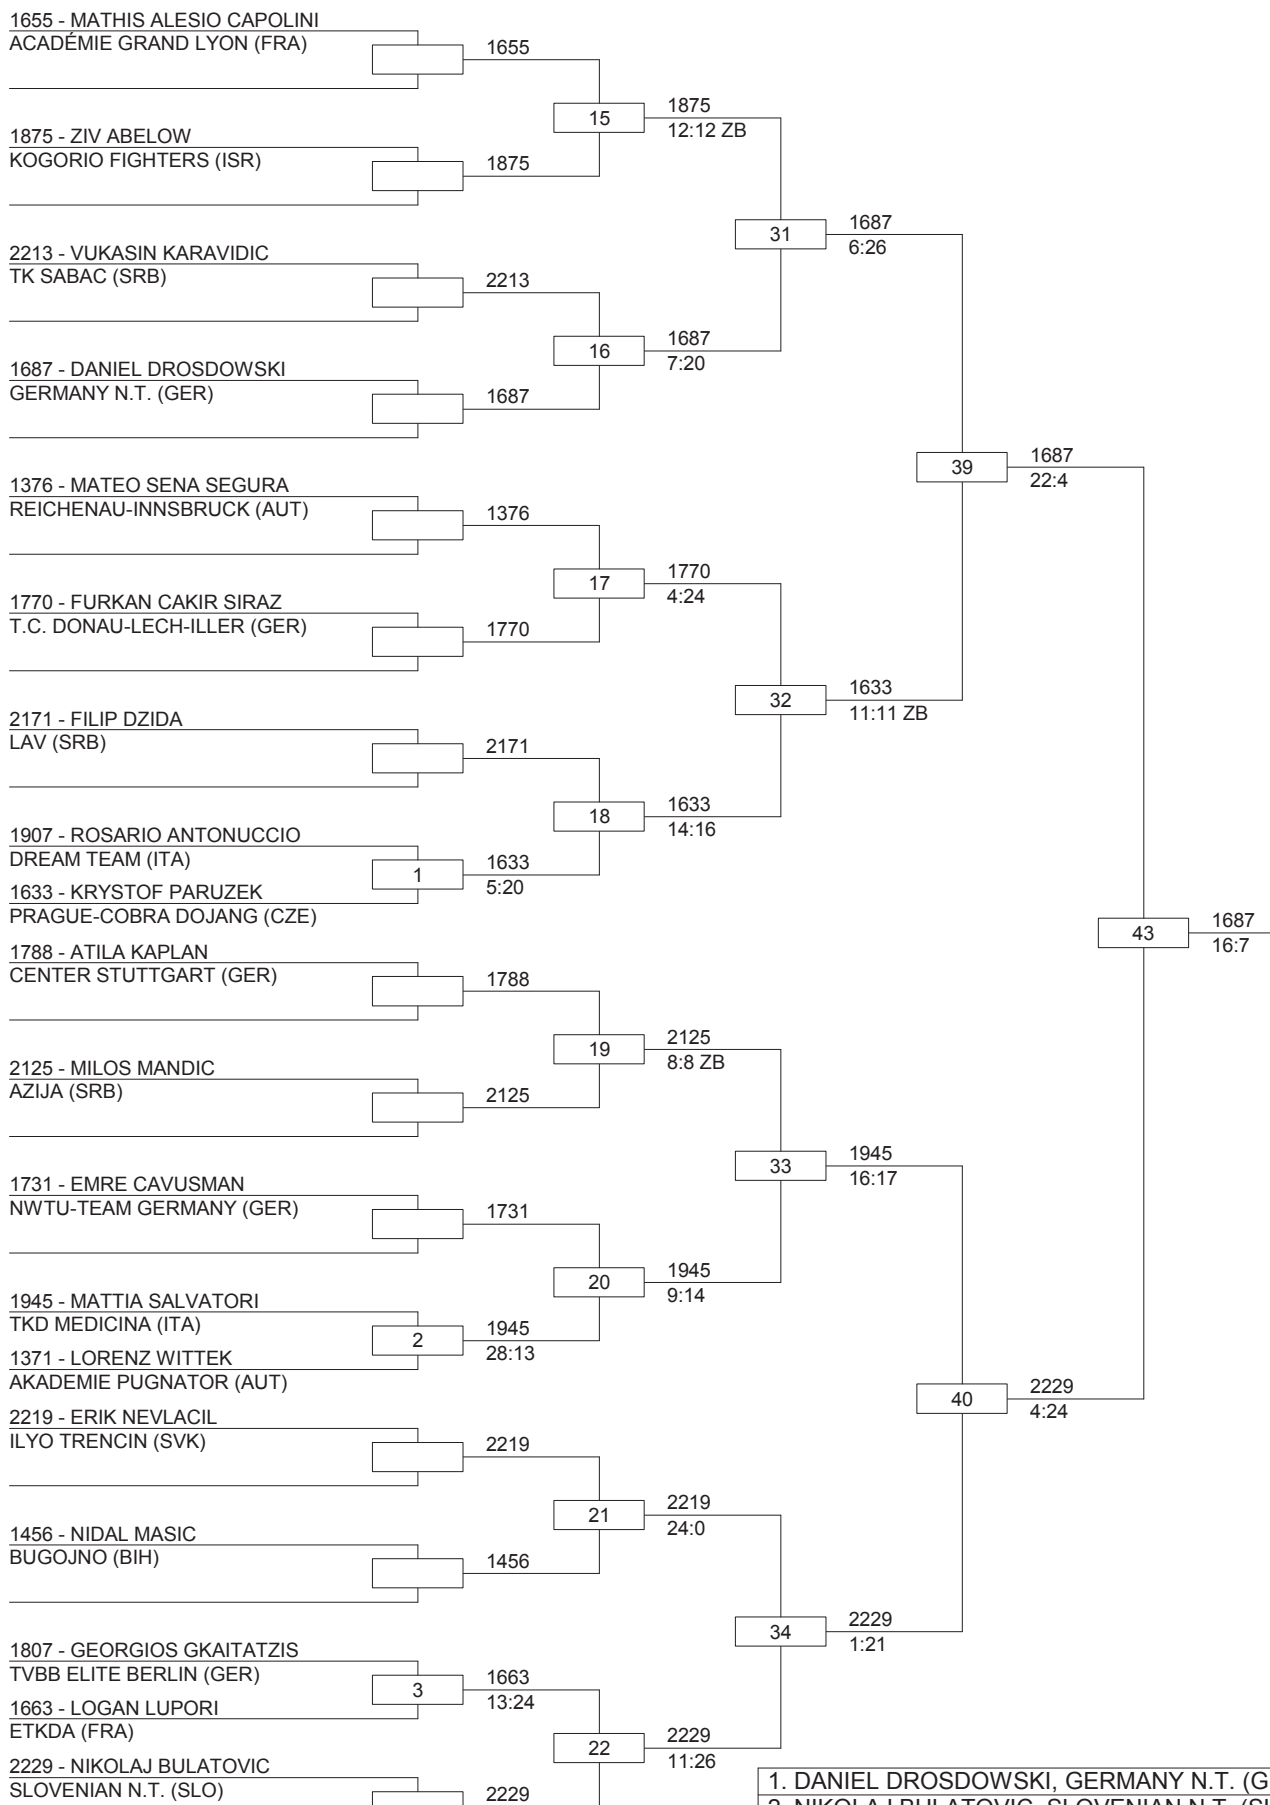 1655 - MATHIS ALESIO CAPOLINI
ACADÉMIE GRAND LYON (FRA)
1655
15
1875
12:12 ZB
1875 - ZIV ABELOW
KOGORIO FIGHTERS (ISR)
1875
31
1687
6:26
2213 - VUKASIN KARAVIDIC
TK SABAC (SRB)
2213
16
1687
7:20
1687 - DANIEL DROSDOWSKI
GERMANY N.T. (GER)
1687
39
1687
22:4
1376 - MATEO SENA SEGURA
REICHENAU-INNSBRUCK (AUT)
1376
17
1770
4:24
1770 - FURKAN CAKIR SIRAZ
T.C. DONAU-LECH-ILLER (GER)
1770
32
1633
11:11 ZB
2171 - FILIP DZIDA
LAV (SRB)
2171
18
1633
14:16
1907 - ROSARIO ANTONUCCIO
DREAM TEAM (ITA)
1
1633
5:20
1633 - KRYSTOF PARUZEK
PRAGUE-COBRA DOJANG (CZE)
43
1687
16:7
1788 - ATILA KAPLAN
CENTER STUTTGART (GER)
1788
19
2125
8:8 ZB
2125 - MILOS MANDIC
AZIJA (SRB)
2125
33
1945
16:17
1731 - EMRE CAVUSMAN
NWTU-TEAM GERMANY (GER)
1731
20
1945
9:14
1945 - MATTIA SALVATORI
TKD MEDICINA (ITA)
2
1945
28:13
1371 - LORENZ WITTEK
AKADEMIE PUGNATOR (AUT)
40
2229
4:24
2219 - ERIK NEVLACIL
ILYO TRENCIN (SVK)
2219
21
2219
24:0
1456 - NIDAL MASIC
BUGOJNO (BIH)
1456
34
2229
1:21
1807 - GEORGIOS GKAITATZIS
TVBB ELITE BERLIN (GER)
3
1663
13:24
1663 - LOGAN LUPORI
ETKDA (FRA)
22
2229
11:26
2229 - NIKOLAJ BULATOVIC
SLOVENIAN N.T. (SLO)
2229
1. DANIEL DROSDOWSKI, GERMANY N.T. (G
2. NIKOLAJ BULATOVIC, SLOVENIAN N.T. (SL